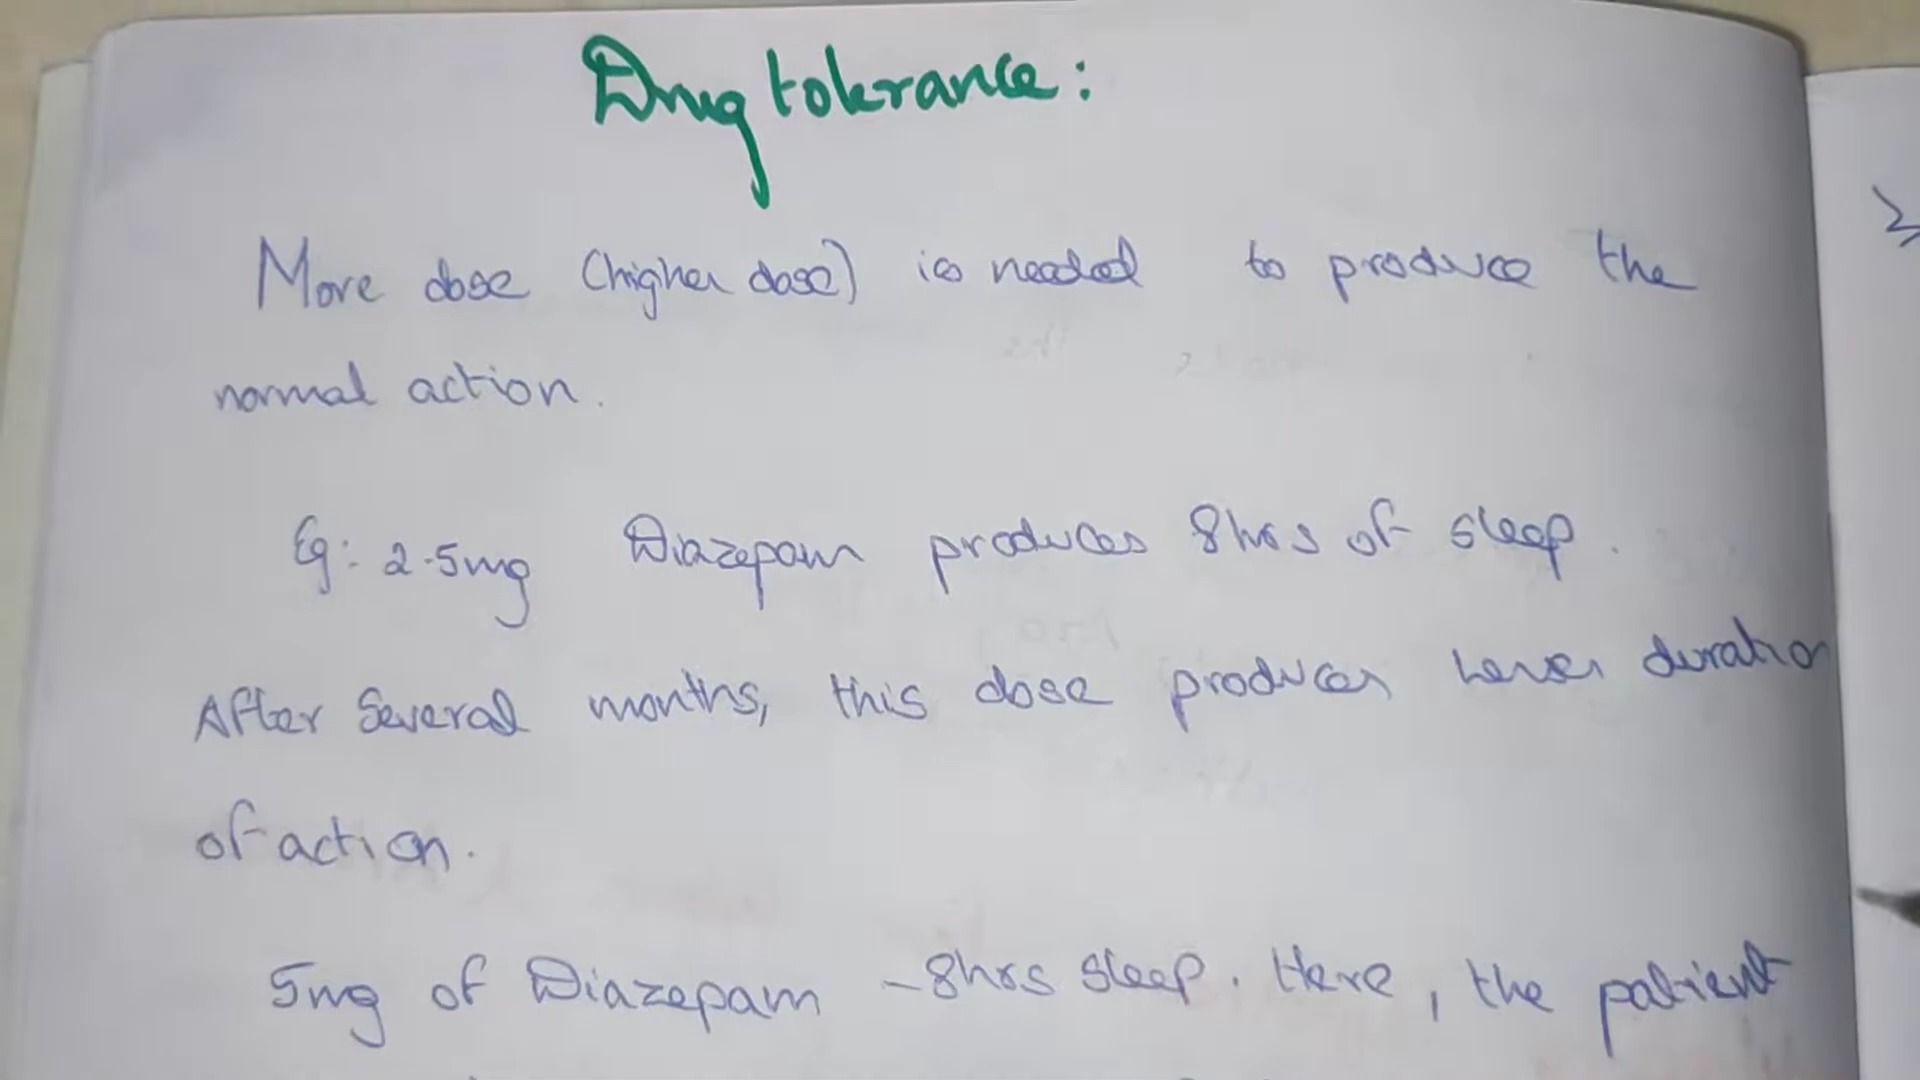 Drug tolerance:
More dose (higher dose) is needed to produce the
normal action.
Eg: 2.5mg Diazepam produces 8hrs of sleep.
After Several months, this dose produces lesser duration
of action.
5mg of Diazepam - 8hrs sleep. Here, the patient